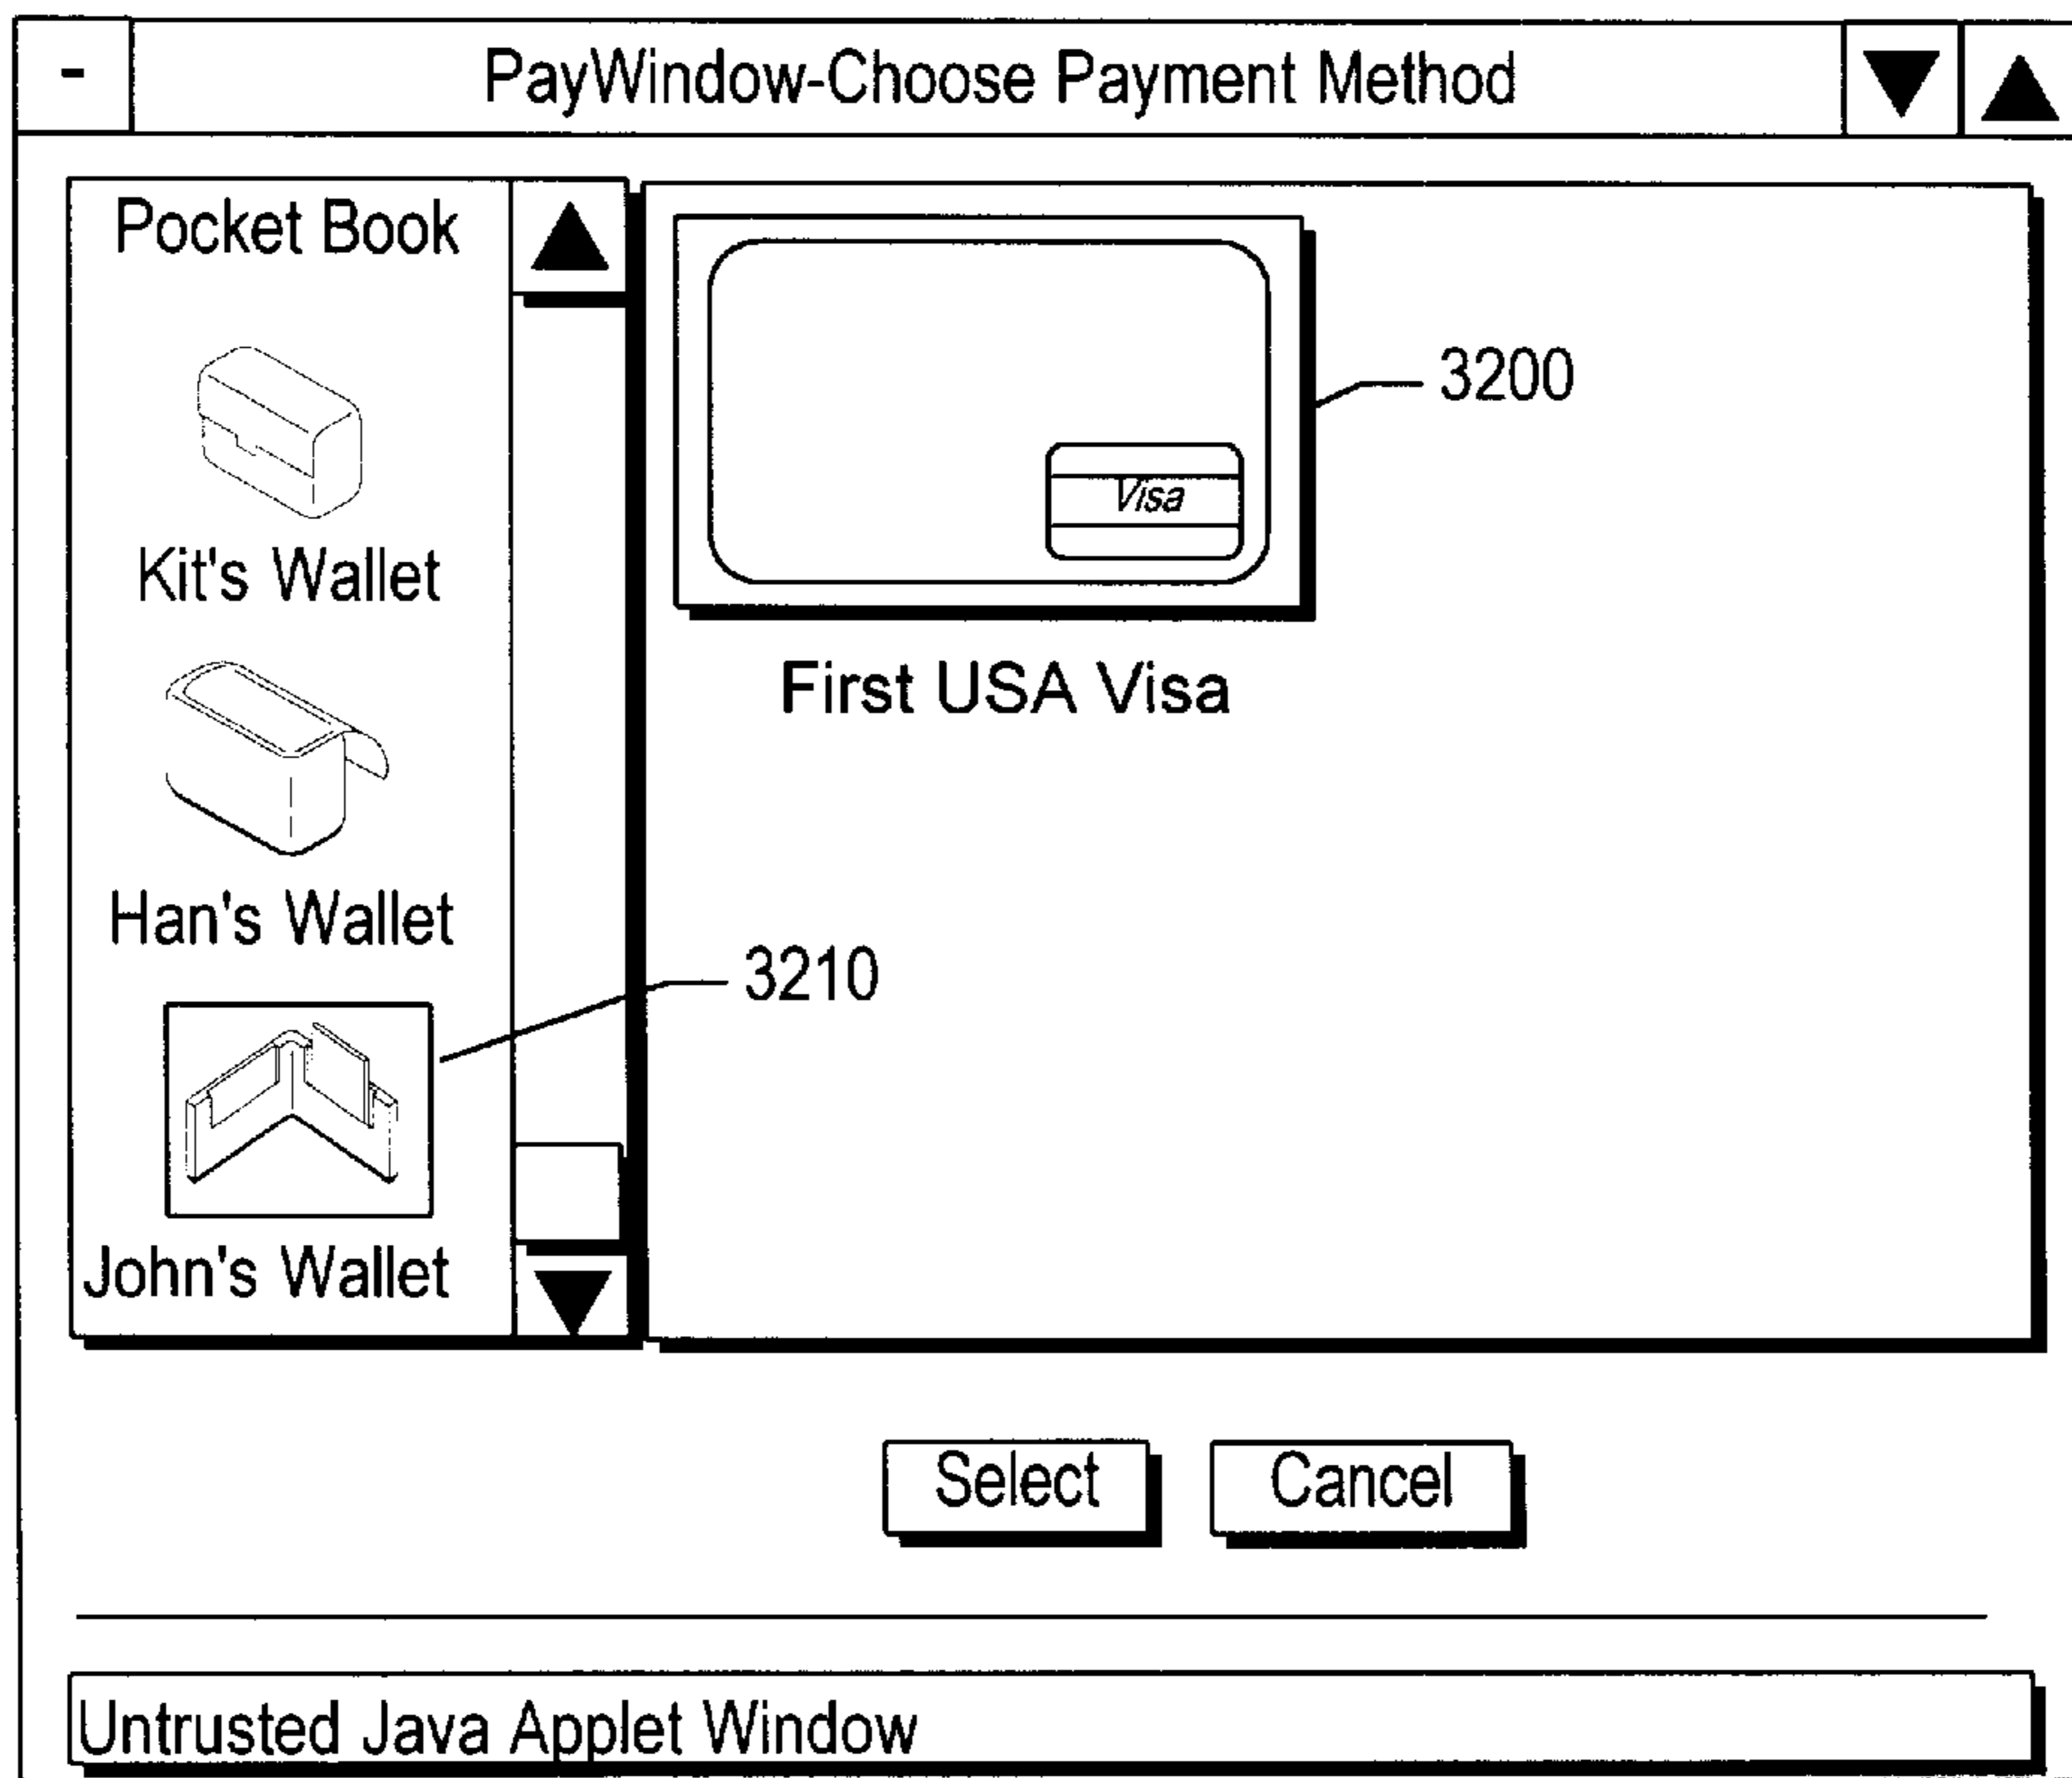 -
PayWindow-Choose Payment Method
Pocket Book
Kit's Wallet
Han's Wallet
3210
John's Wallet
Visa
3200
First USA Visa
Select
Cancel
Untrusted Java Applet Window